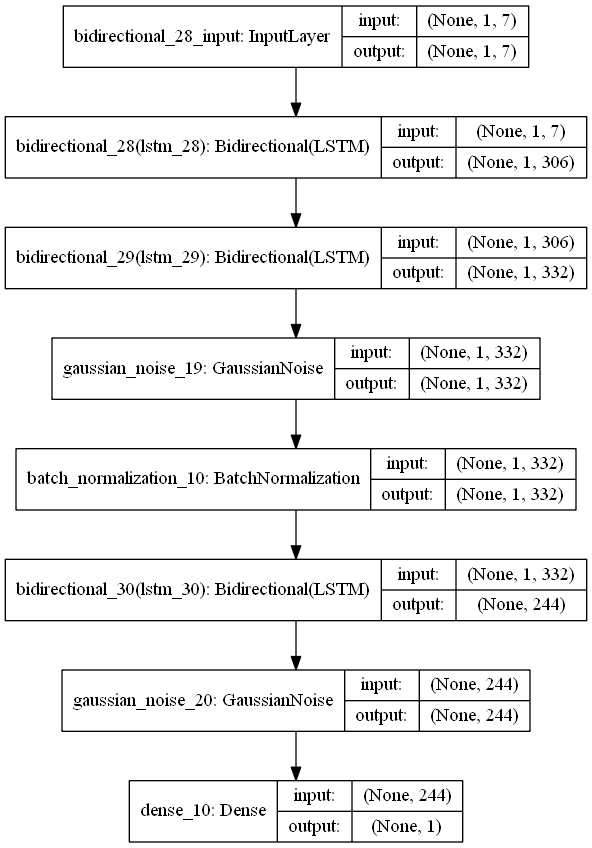 bidirectional_28_input: InputLayer
input: (None, 1, 7)
output: (None, 1, 7)
bidirectional_28(lstm_28): Bidirectional(LSTM)
input: (None, 1, 7)
output: (None, 1, 306)
bidirectional_29(lstm_29): Bidirectional(LSTM)
input: (None, 1, 306)
output: (None, 1, 332)
gaussian_noise_19: GaussianNoise
input: (None, 1, 332)
output: (None, 1, 332)
batch_normalization_10: BatchNormalization
input: (None, 1, 332)
output: (None, 1, 332)
bidirectional_30(lstm_30): Bidirectional(LSTM)
input: (None, 1, 332)
output: (None, 244)
gaussian_noise_20: GaussianNoise
input: (None, 244)
output: (None, 244)
dense_10: Dense
input: (None, 244)
output: (None, 1)